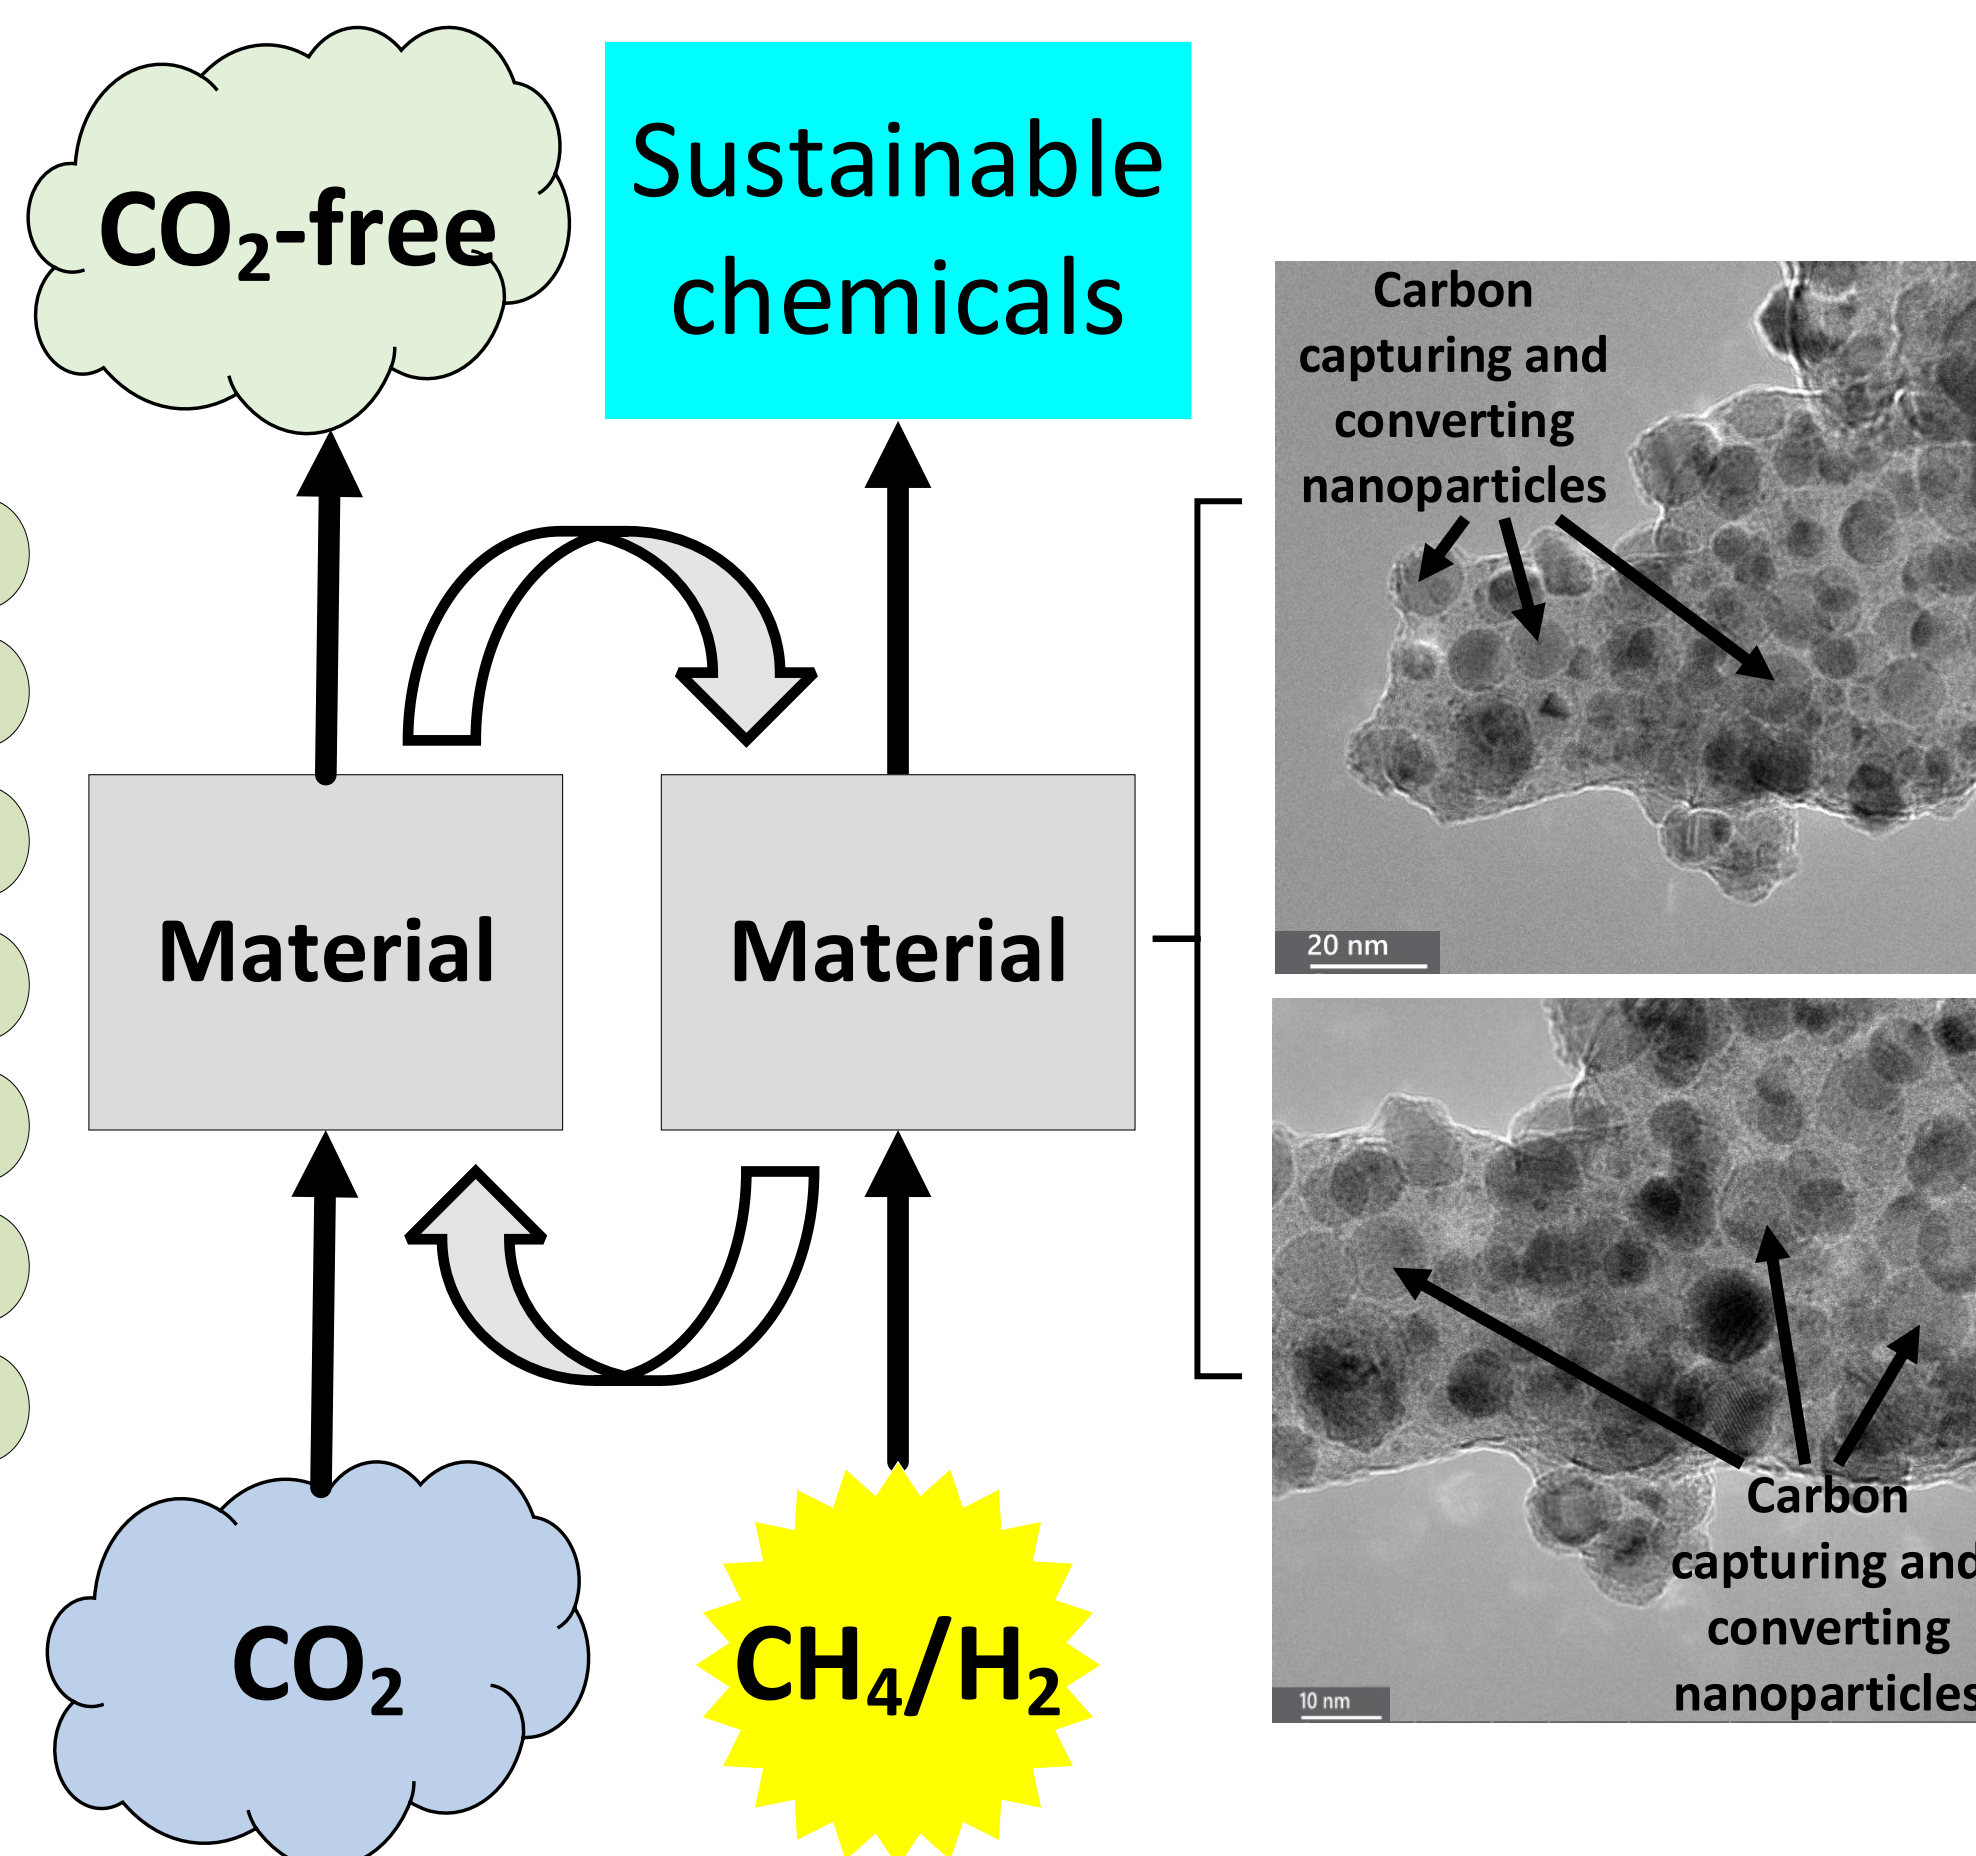 CO₂-free
Sustainable
chemicals
Material
Material
CO₂
CH₄/H₂
Carbon
capturing and
converting
nanoparticles
20 nm
Carbon
capturing and
converting
nanoparticles
10 nm